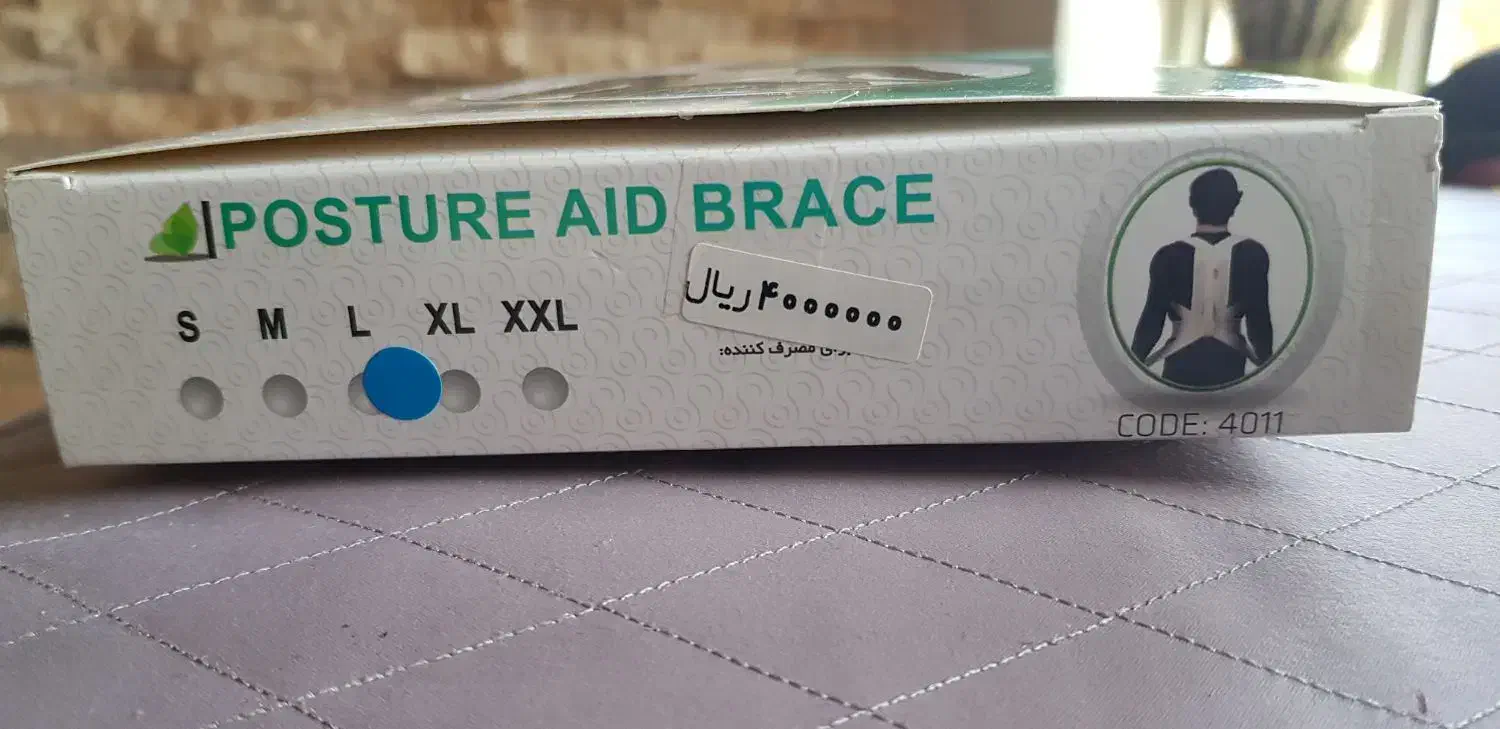 POSTURE AID BRACE
S M L XL XXL
۴۰۰۰۰۰۰ ریال
مصرف کننده:
CODE: 4011